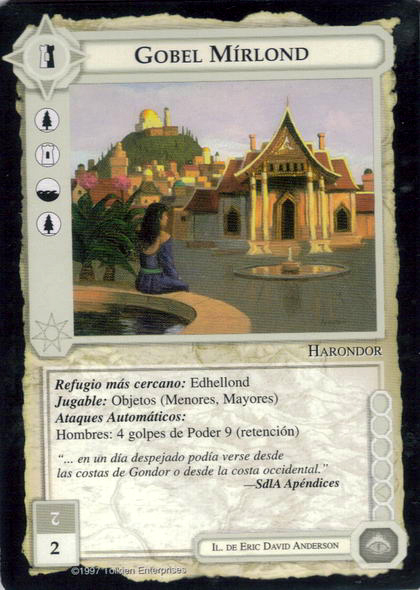 GOBEL MÍRLOND
HARONDOR
Refugio más cercano: Edhellond
Jugable: Objetos (Menores, Mayores)
Ataques Automáticos:
Hombres: 4 golpes de Poder 9 (retención)
“... en un día despejado podía verse desde
las costas de Gondor o desde la costa occidental.”
—SdlA Apéndices
2
2
IL. DE ERIC DAVID ANDERSON
©1997 Tolkien Enterprises